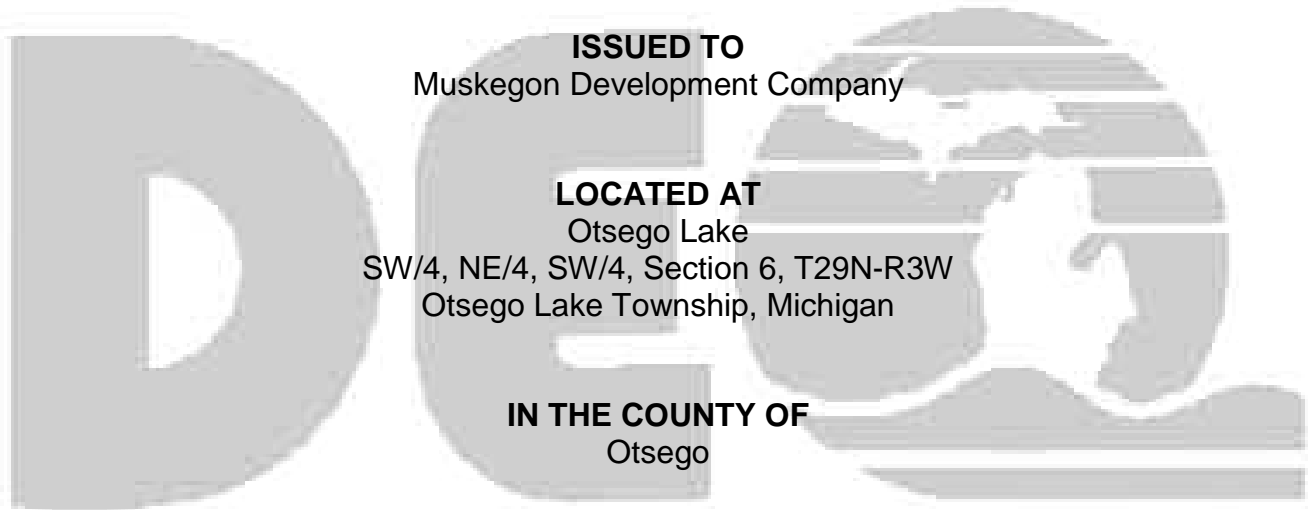 DEQ
ISSUED TO
Muskegon Development Company
LOCATED AT
Otsego Lake
SW/4, NE/4, SW/4, Section 6, T29N-R3W
Otsego Lake Township, Michigan
IN THE COUNTY OF
Otsego